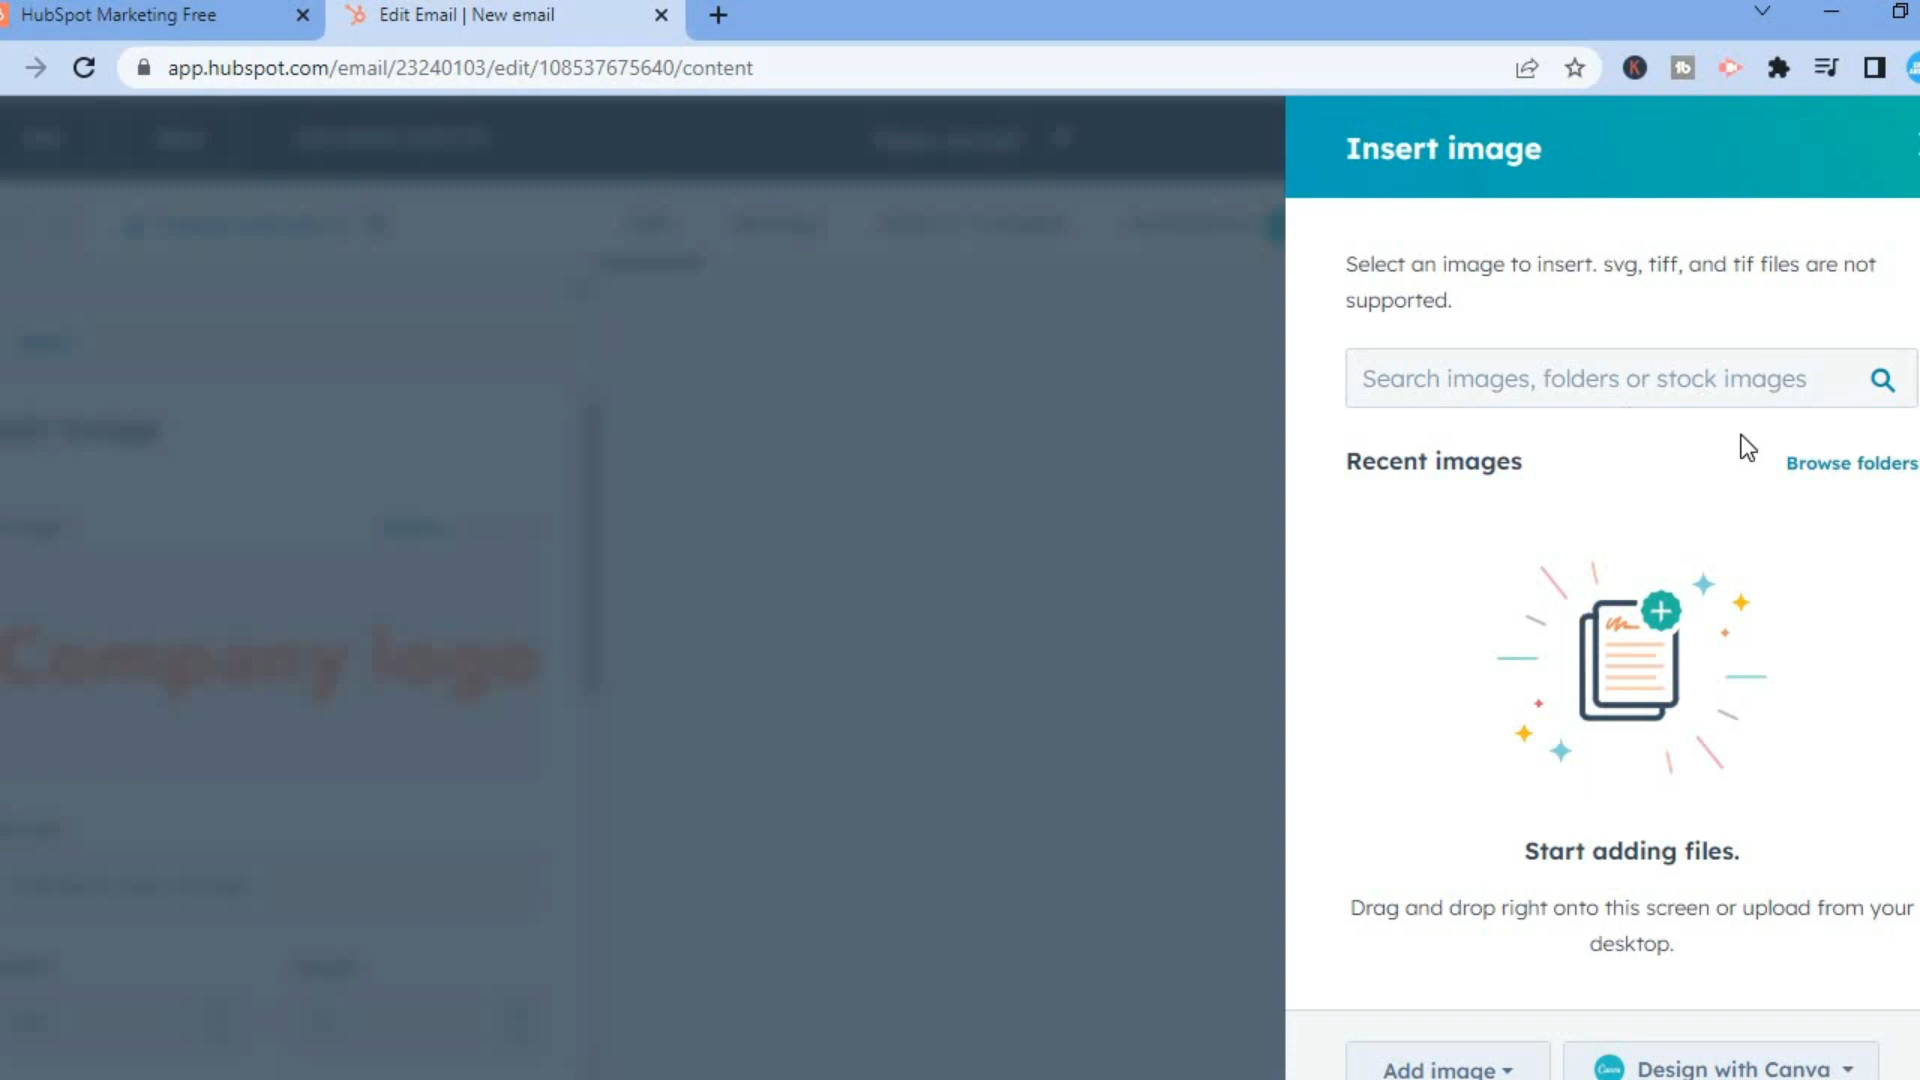 HubSpot Marketing Free
Edit Email | New email
app.hubspot.com/email/23240103/edit/108537675640/content
Insert image
Select an image to insert. svg, tiff, and tif files are not
supported.
Search images, folders or stock images
Recent images
Browse folders
Company logo
Start adding files.
Drag and drop right onto this screen or upload from your
desktop.
Add image
Design with Canva